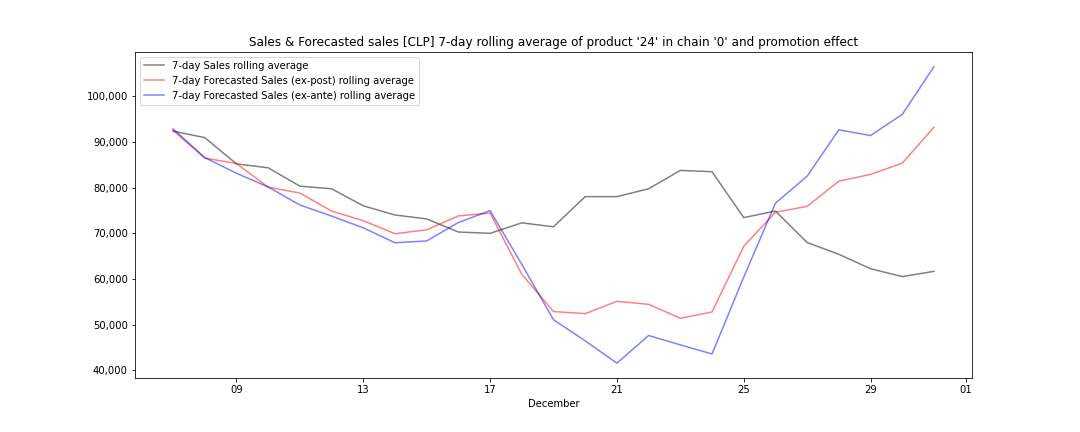 Sales & Forecasted sales [CLP] 7-day rolling average of product '24' in chain '0' and promotion effect
7-day Sales rolling average
7-day Forecasted Sales (ex-post) rolling average
7-day Forecasted Sales (ex-ante) rolling average
100,000
90,000
80,000
70,000
60,000
50,000
40,000
09 13 17 21 25 29 01
December